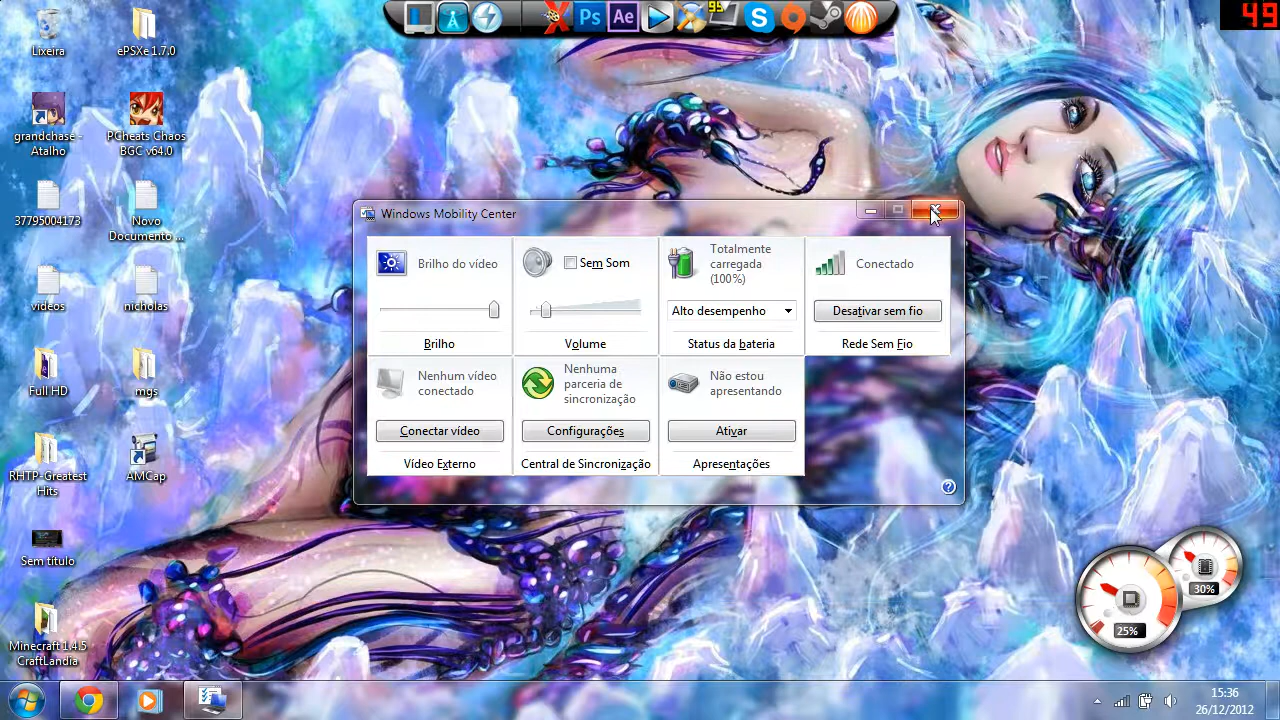 Lixeira
ePSXe 1.7.0
grandchase -
Atalho
PCheats Chaos
BGC v64.0
37795004173
Novo
Documento ...
videos
nicholas
Full HD
mgs
RHTP-Greatest
Hits
AMCap
Sem titulo
Minecraft 1.4.5
CraftLandia
Ps
Ae
95
S
49
Windows Mobility Center
Brilho do vídeo
Brilho
Sem Som
Volume
Totalmente
carregada
(100%)
Alto desempenho
Status da bateria
Conectado
Desativar sem fio
Rede Sem Fio
Nenhum vídeo
conectado
Conectar vídeo
Vídeo Externo
Nenhuma
parceria de
sincronização
Configurações
Central de Sincronização
Não estou
apresentando
Ativar
Apresentações
?
30%
25%
15:36
26/12/2012